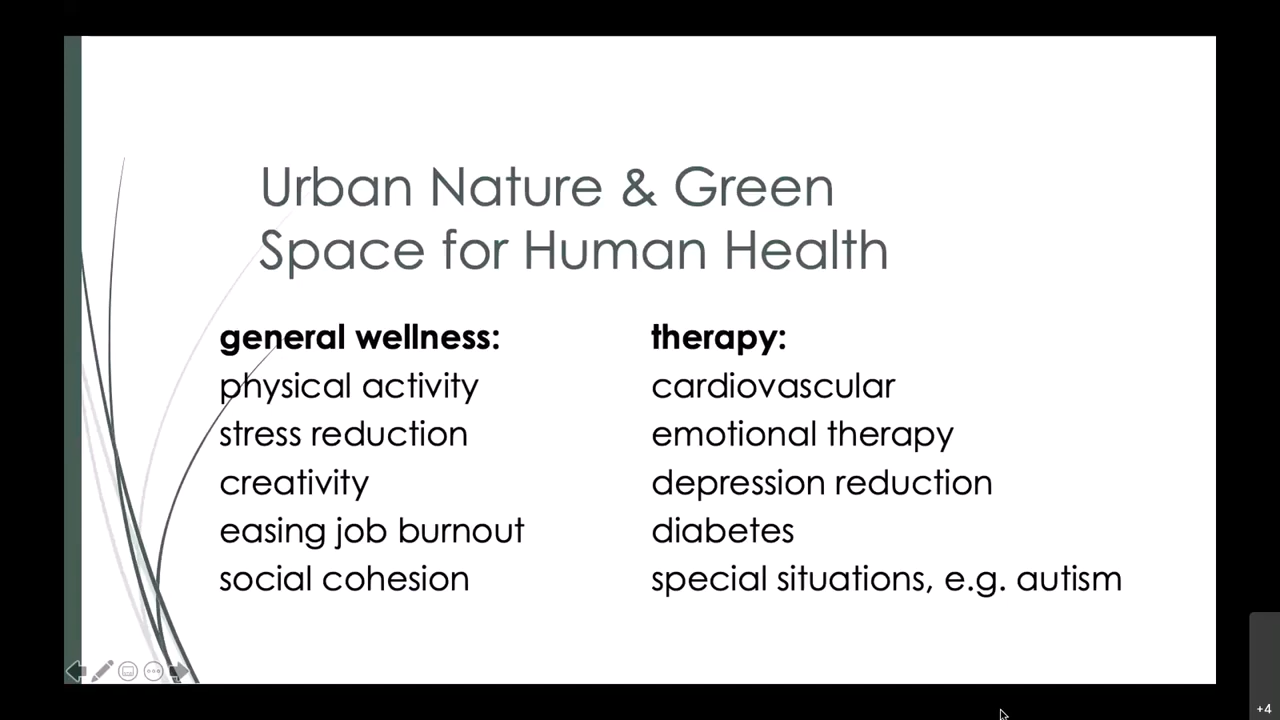 Urban Nature & Green
Space for Human Health
general wellness:
physical activity
stress reduction
creativity
easing job burnout
social cohesion
therapy:
cardiovascular
emotional therapy
depression reduction
diabetes
special situations, e.g. autism
+4